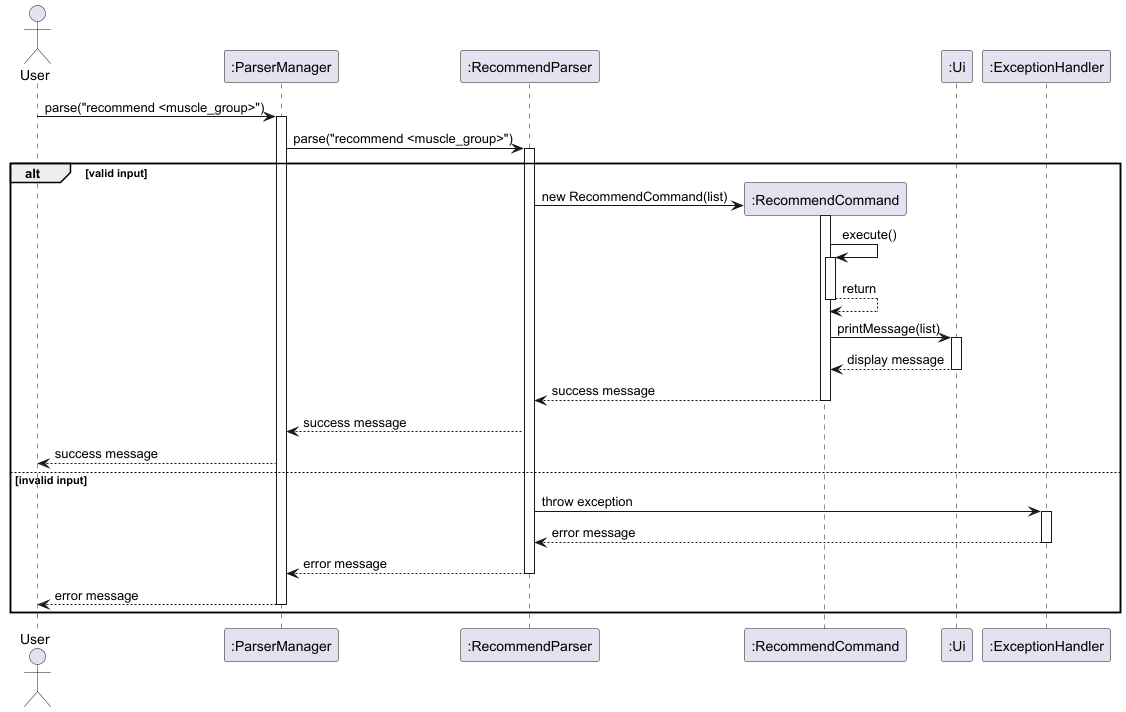 User
:ParserManager
:RecommendParser
:Ui
:ExceptionHandler
parse("recommend <muscle_group>")
parse("recommend <muscle_group>")
alt
[valid input]
new RecommendCommand(list)
:RecommendCommand
execute()
return
printMessage(list)
display message
success message
success message
success message
[invalid input]
throw exception
error message
error message
error message
User
:ParserManager
:RecommendParser
:RecommendCommand
:Ui
:ExceptionHandler